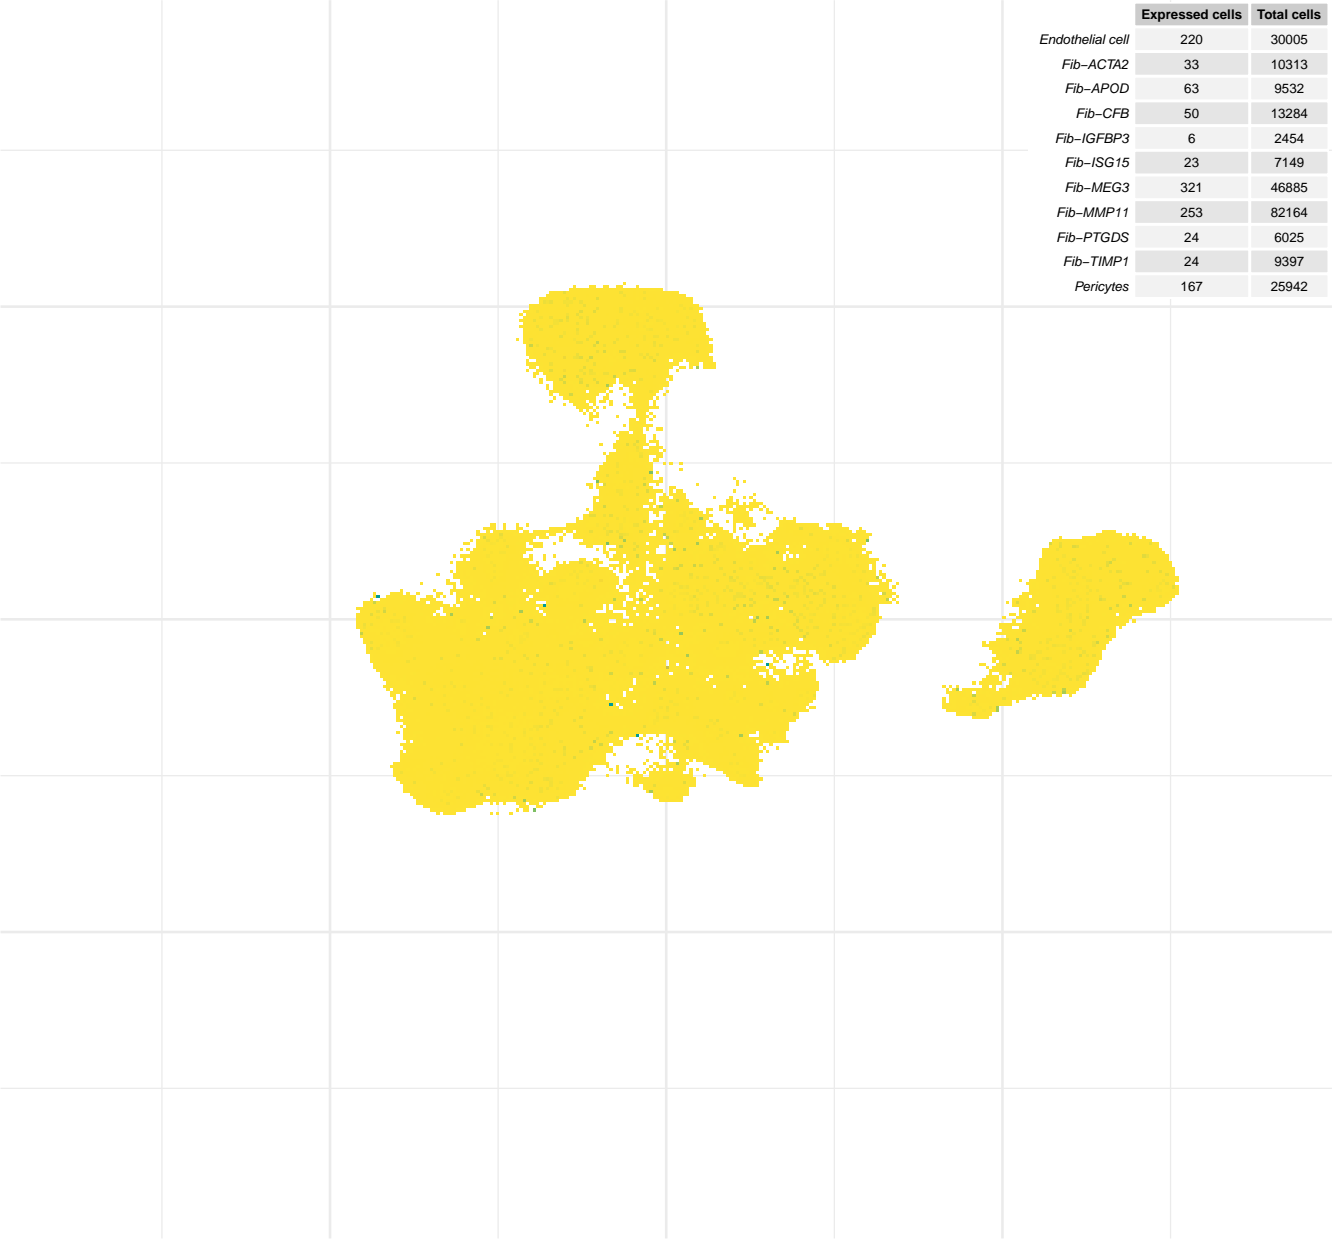 Expressed cells Total cells
Endothelial cell 220 30005
Fib−ACTA2 33 10313
Fib−APOD 63 9532
Fib−CFB 50 13284
Fib−IGFBP3 6 2454
Fib−ISG15 23 7149
Fib−MEG3 321 46885
Fib−MMP11 253 82164
Fib−PTGDS 24 6025
Fib−TIMP1 24 9397
Pericytes 167 25942